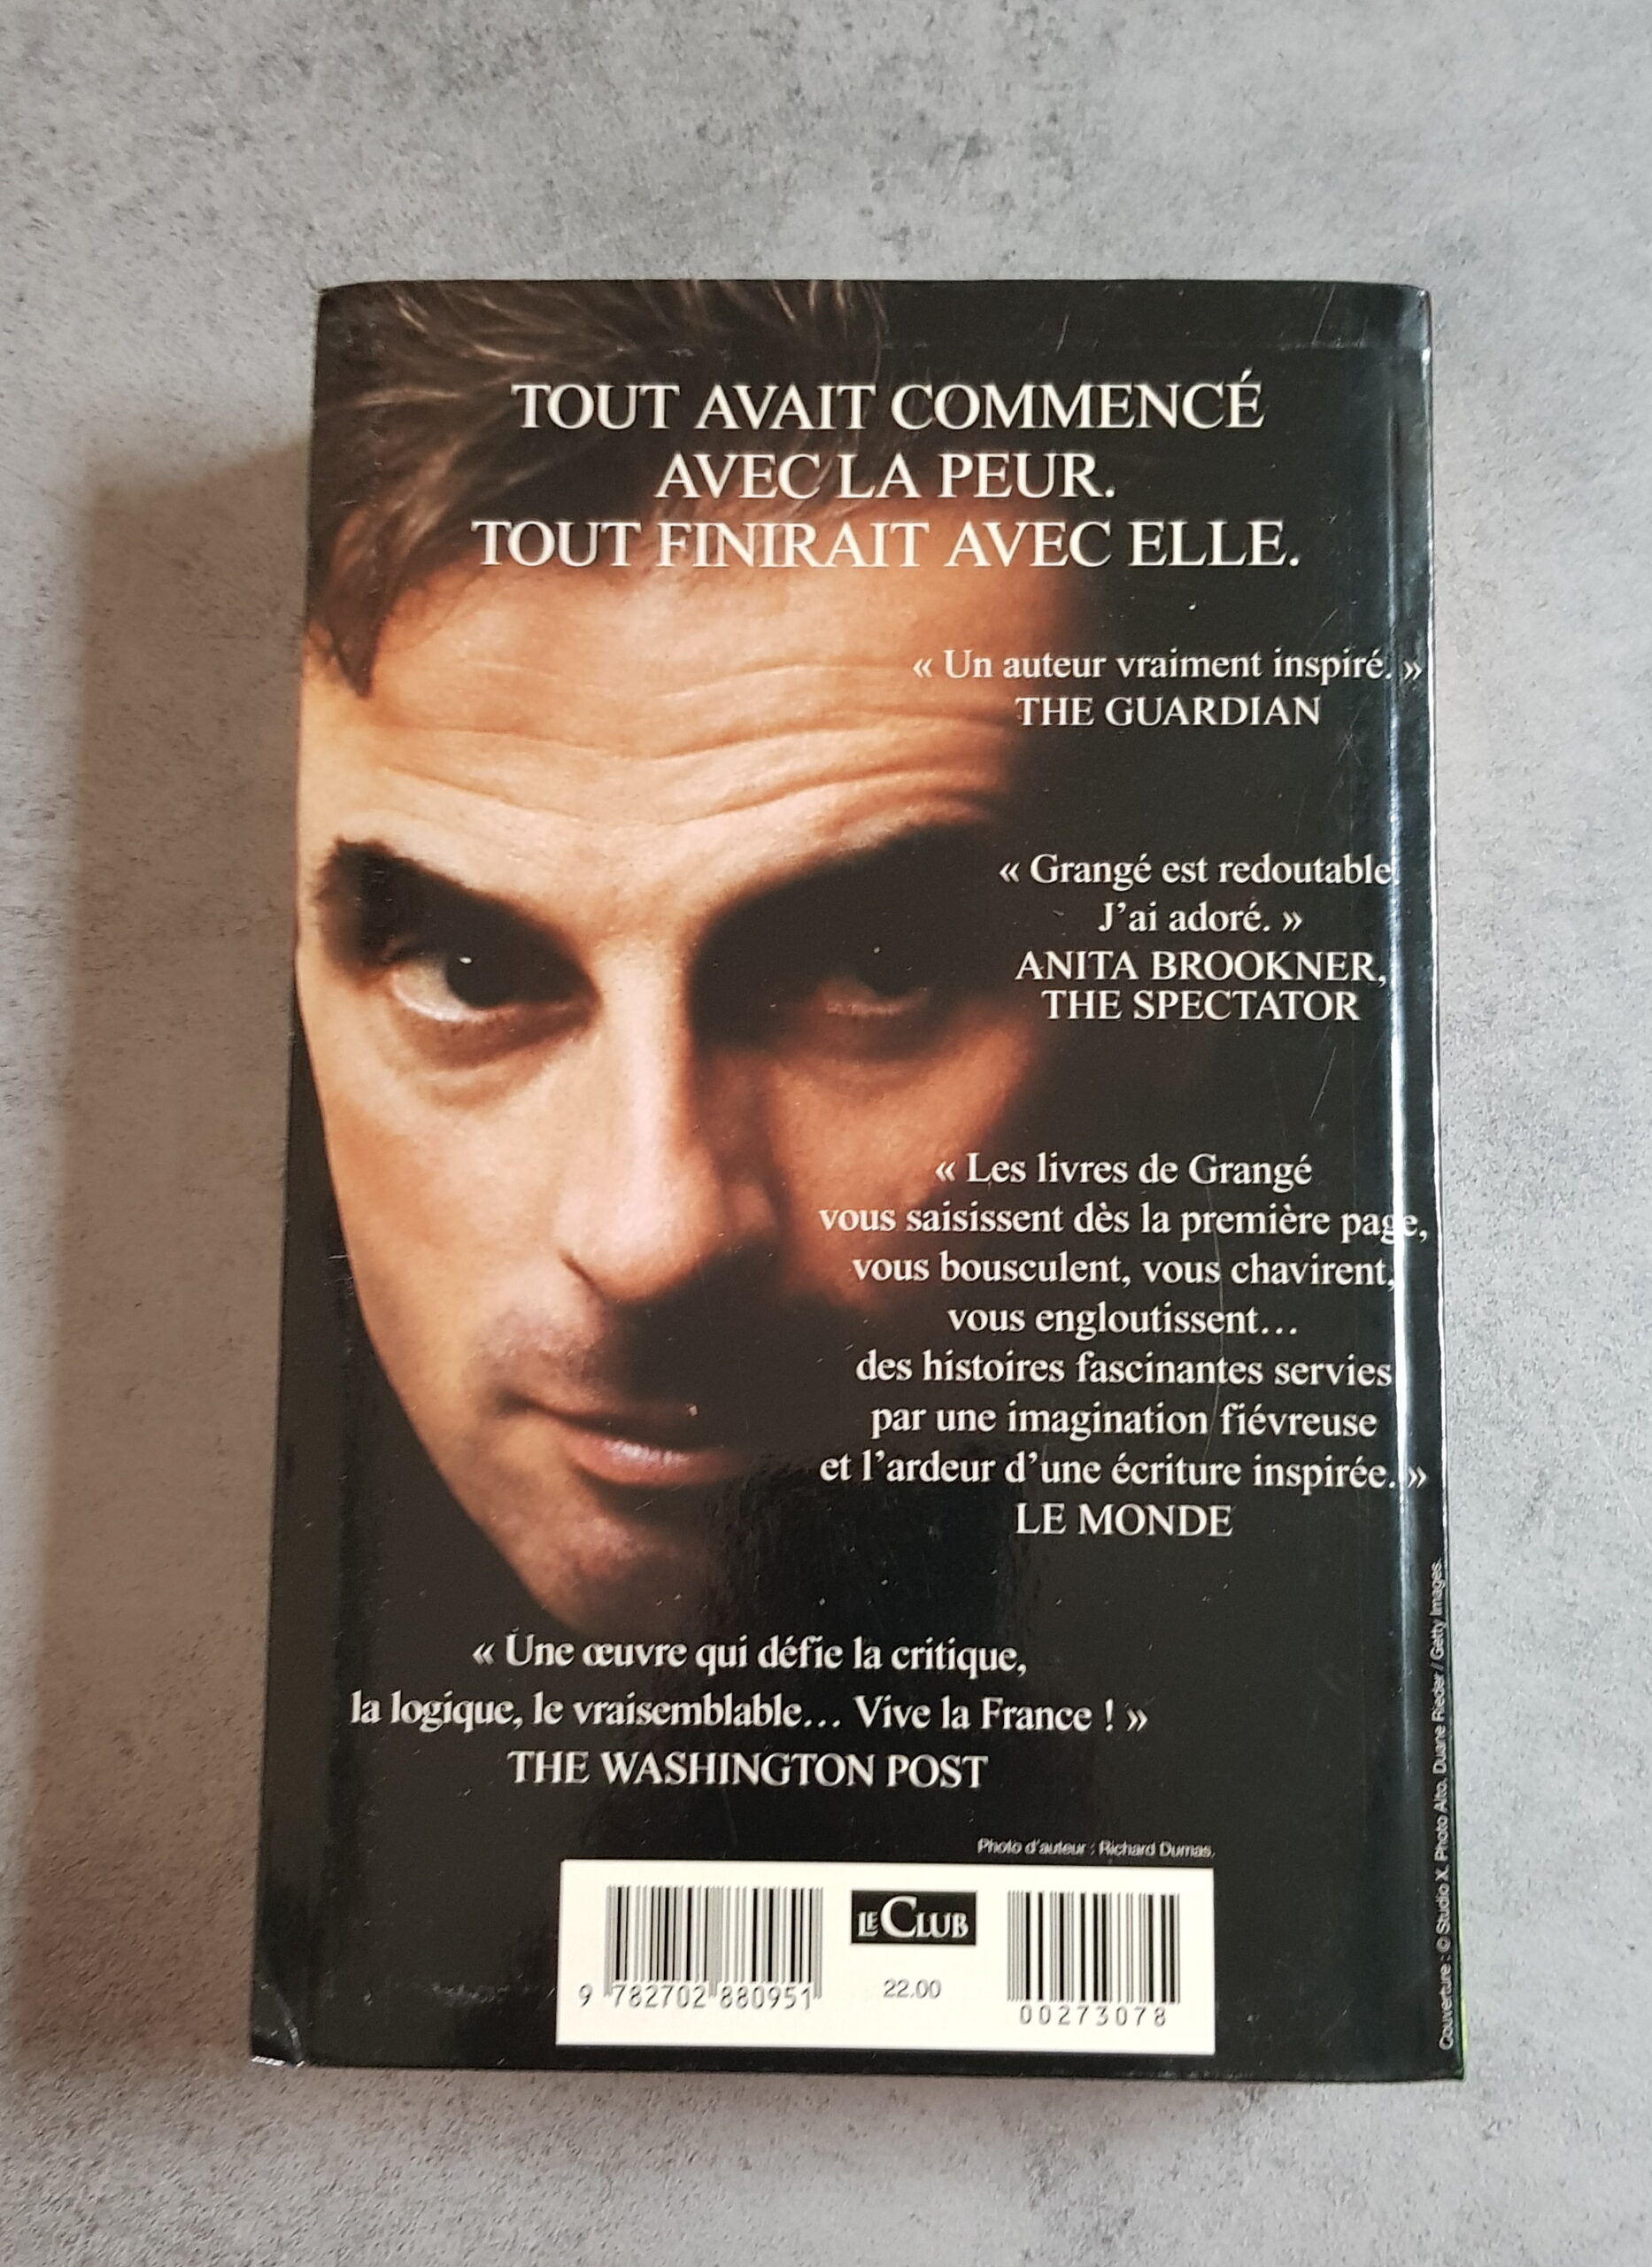 TOUT AVAIT COMMENCÉ
AVEC LA PEUR.
TOUT FINIRAIT AVEC ELLE.
« Un auteur vraiment inspiré. »
THE GUARDIAN
« Grangé est redoutable.
J’ai adoré. »
ANITA BROOKNER,
THE SPECTATOR
« Les livres de Grangé
vous saisissent dès la première page,
vous bousculent, vous chavirent,
vous engloutissent...
des histoires fascinantes servies
par une imagination fiévreuse
et l’ardeur d’une écriture inspirée. »
LE MONDE
« Une œuvre qui défie la critique,
la logique, le vraisemblable... Vive la France ! »
THE WASHINGTON POST
Photo d'auteur : Richard Dumas.
LE CLUB
22.00
9 782702 880951
00273078
Couverture : © Studio X. Photo Alto. Duane Rieder / Getty Images.